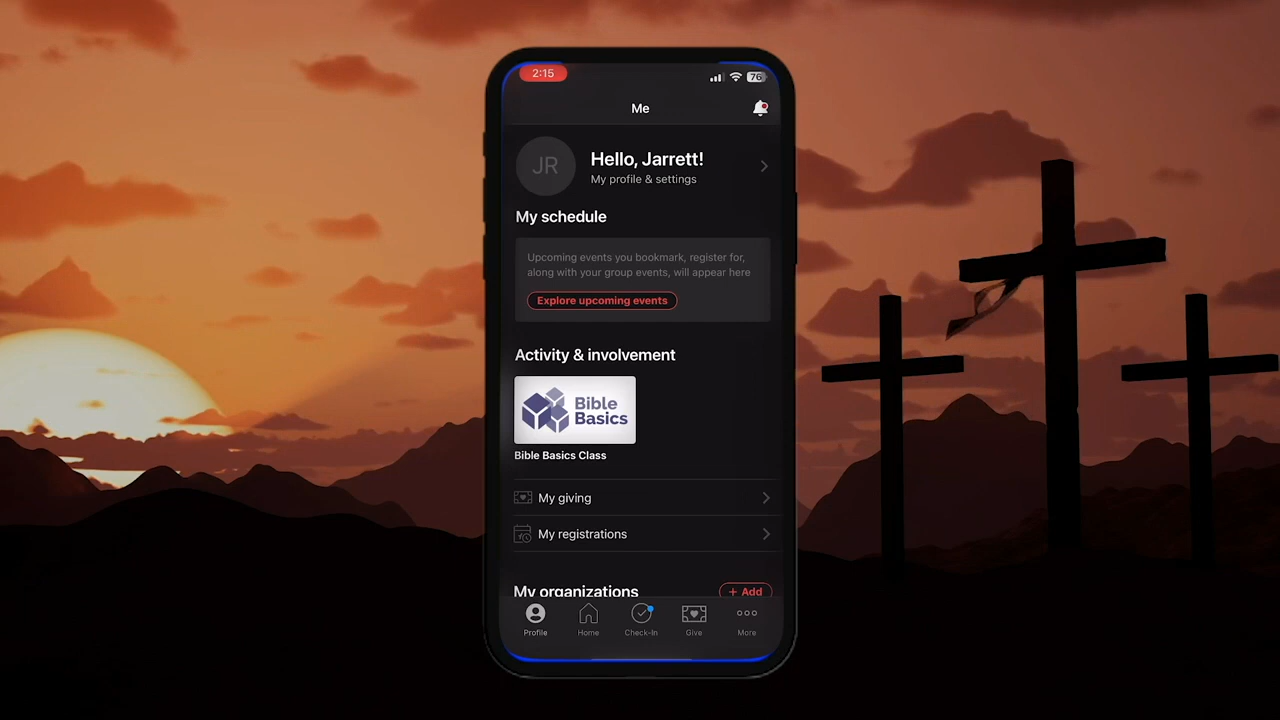 2:15
76
Me
JR
Hello, Jarrett!
My profile & settings
My schedule
Upcoming events you bookmark, register for,
along with your group events, will appear here
Explore upcoming events
Activity & involvement
Bible
Basics
Bible Basics Class
My giving
My registrations
My organizations
+ Add
Profile
Home
Check-In
Give
More